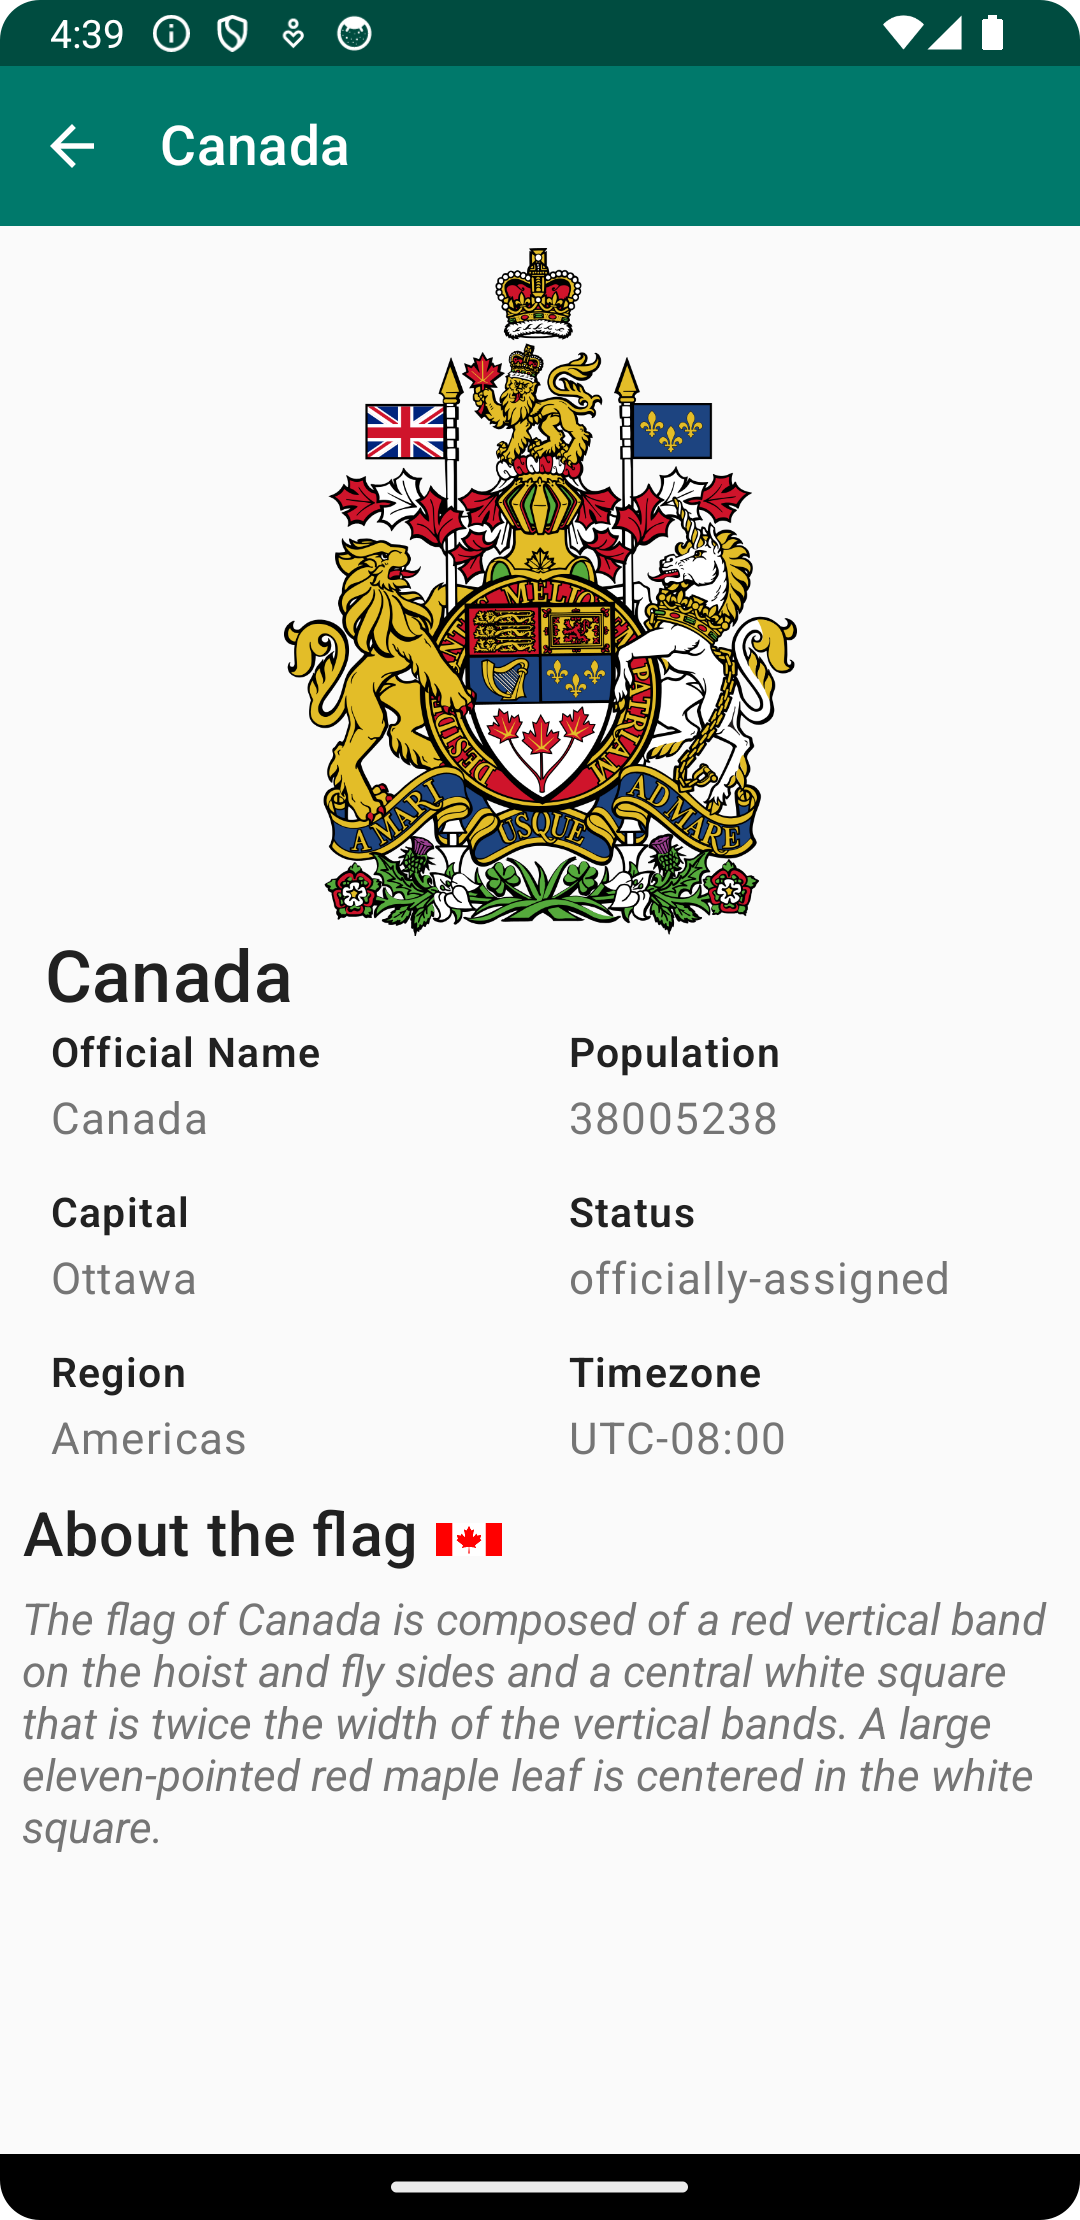 4:39
Canada
MELIO
PATRIAM
DESIDE
A MARI
USQUE
AD MARE
Canada
Official Name
Population
Canada
38005238
Capital
Status
Ottawa
officially-assigned
Region
Timezone
Americas
UTC-08:00
About the flag
The flag of Canada is composed of a red vertical band
on the hoist and fly sides and a central white square
that is twice the width of the vertical bands. A large
eleven-pointed red maple leaf is centered in the white
square.